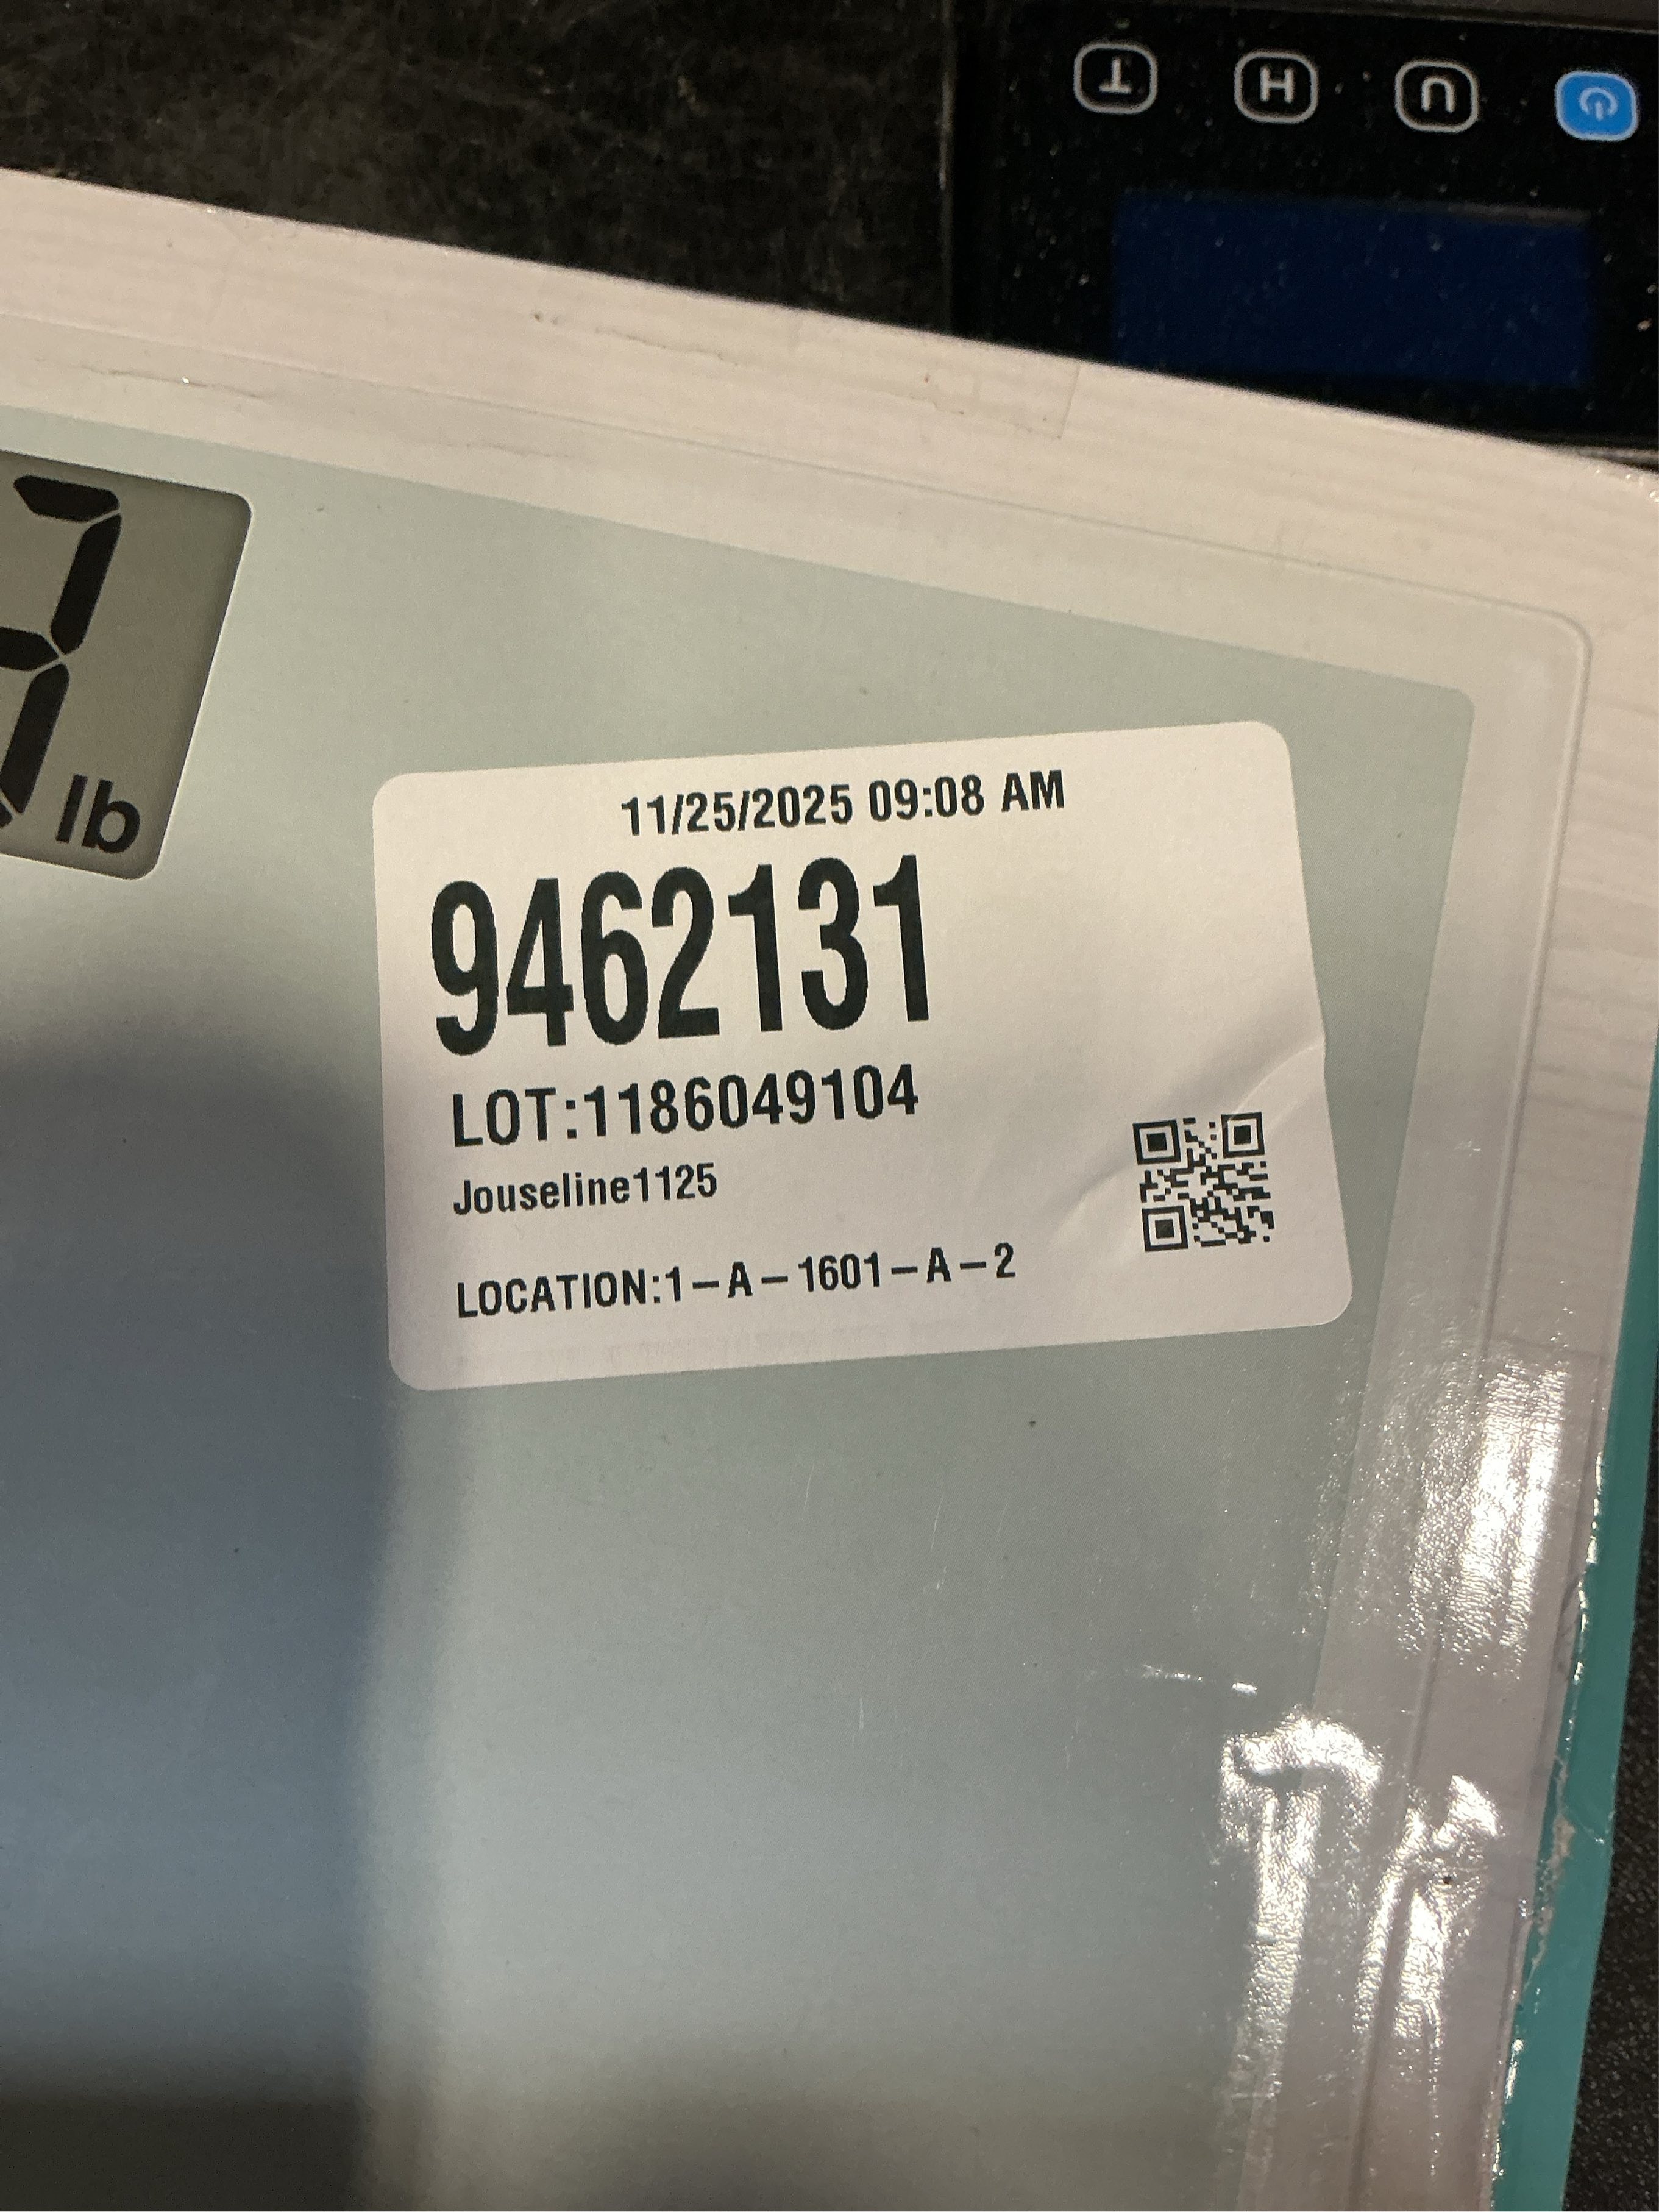 T H U
lb
11/25/2025 09:08 AM
9462131
LOT:1186049104
Jouseline1125
LOCATION:1-A-1601-A-2